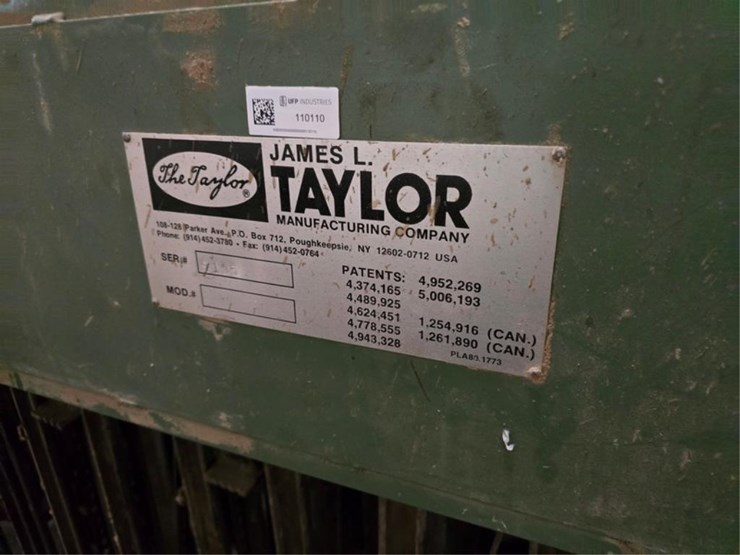 UFP INDUSTRIES
110110
The Taylor ®
JAMES L.
TAYLOR
MANUFACTURING COMPANY
108-128 Parker Ave., P.O. Box 712, Poughkeepsie, NY 12602-0712 USA
Phone: (914) 452-3780 • Fax: (914) 452-0764
SER.#
MOD.#
PATENTS: 4,952,269
4,374,165 5,006,193
4,489,925
4,624,451 1,254,916 (CAN.)
4,778,555 1,261,890 (CAN.)
4,943,328
PLA80.1773